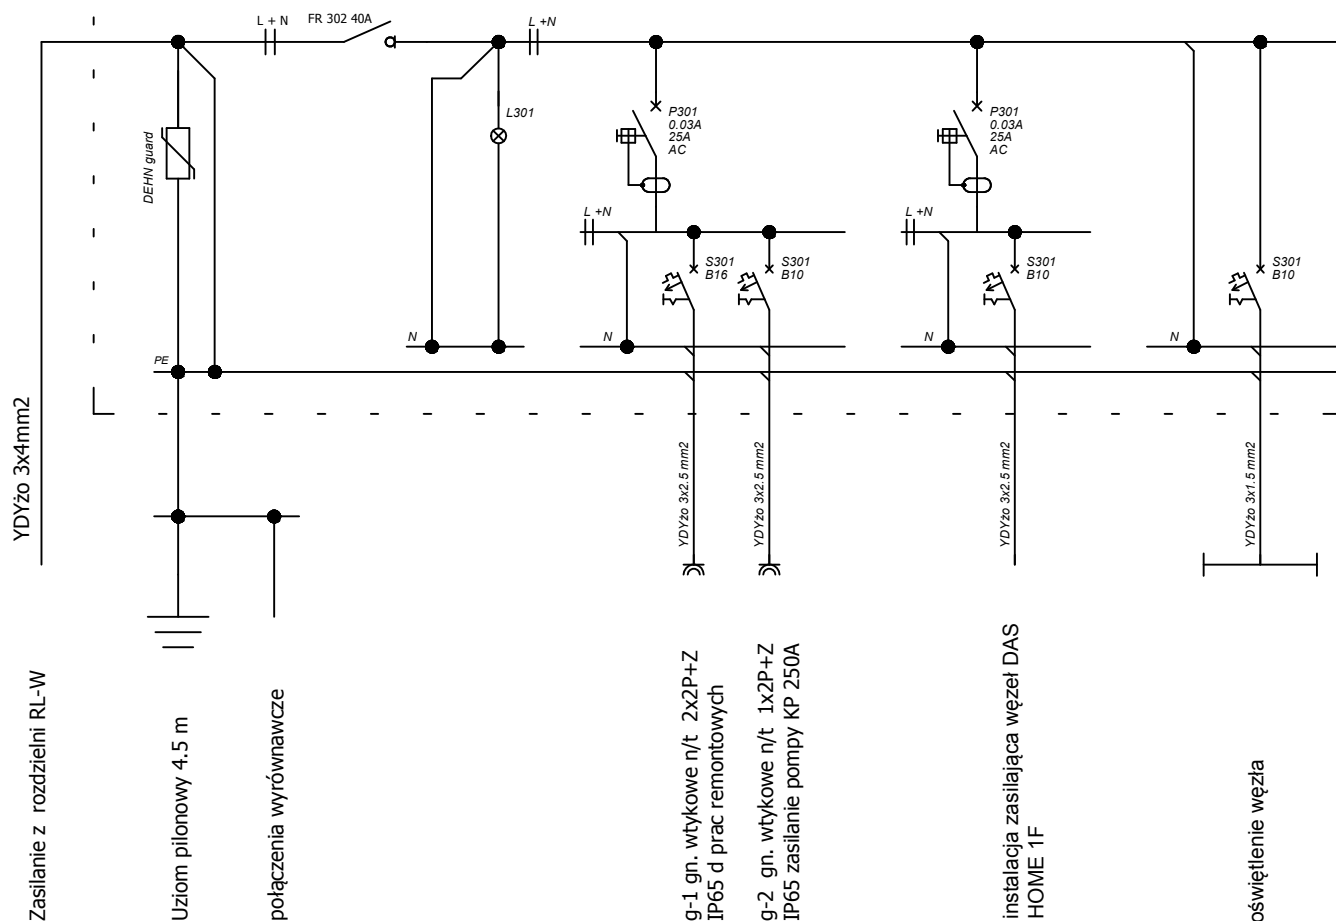 L + N
FR 302 40A
L +N
DEHN guard
L301
P301
0.03A
25A
AC
P301
0.03A
25A
AC
L +N
L +N
S301
B16
S301
B10
S301
B10
S301
B10
N
N
N
N
PE
YDYżo 3x4mm2
YDYżo 3x2.5 mm2
YDYżo 3x2.5 mm2
YDYżo 3x2.5 mm2
YDYżo 3x1.5 mm2
Zasilanie z rozdzielni RL-W
Uziom pilonowy 4.5 m
połączenia wyrównawcze
g-1 gn. wtykowe n/t 2x2P+Z
IP65 d prac remontowych
g-2 gn. wtykowe n/t 1x2P+Z
IP65 zasilanie pompy KP 250A
instalacja zasilająca węzeł DAS
HOME 1F
oświętlenie węzła